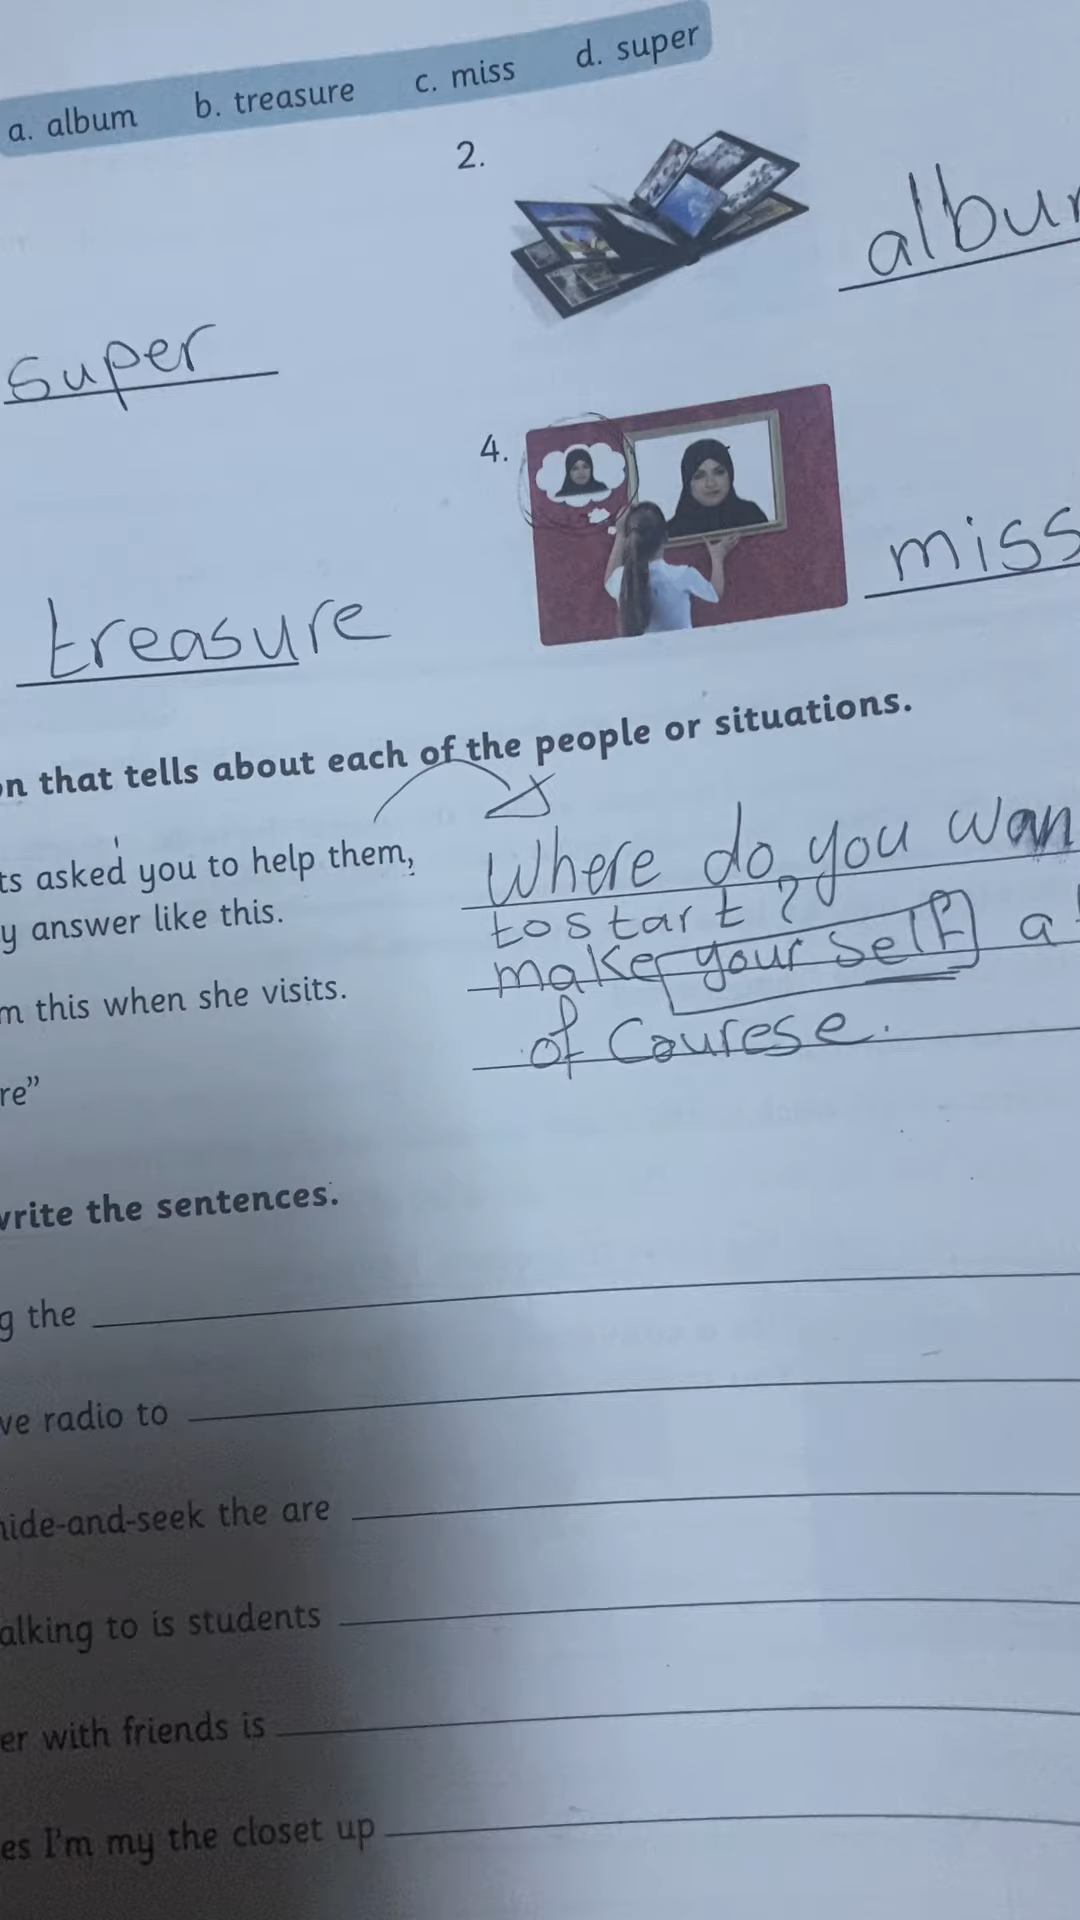 a. album b. treasure c. miss d. super
2.
albu
super
4.
miss
treasure
on that tells about each of the people or situations.
ts asked you to help them,
Where do you wan
y answer like this.
to start?
make your self a
m this when she visits.
of Courese.
re”
write the sentences.
g the
ve radio to
hide-and-seek the are
alking to is students
er with friends is
es I'm my the closet up